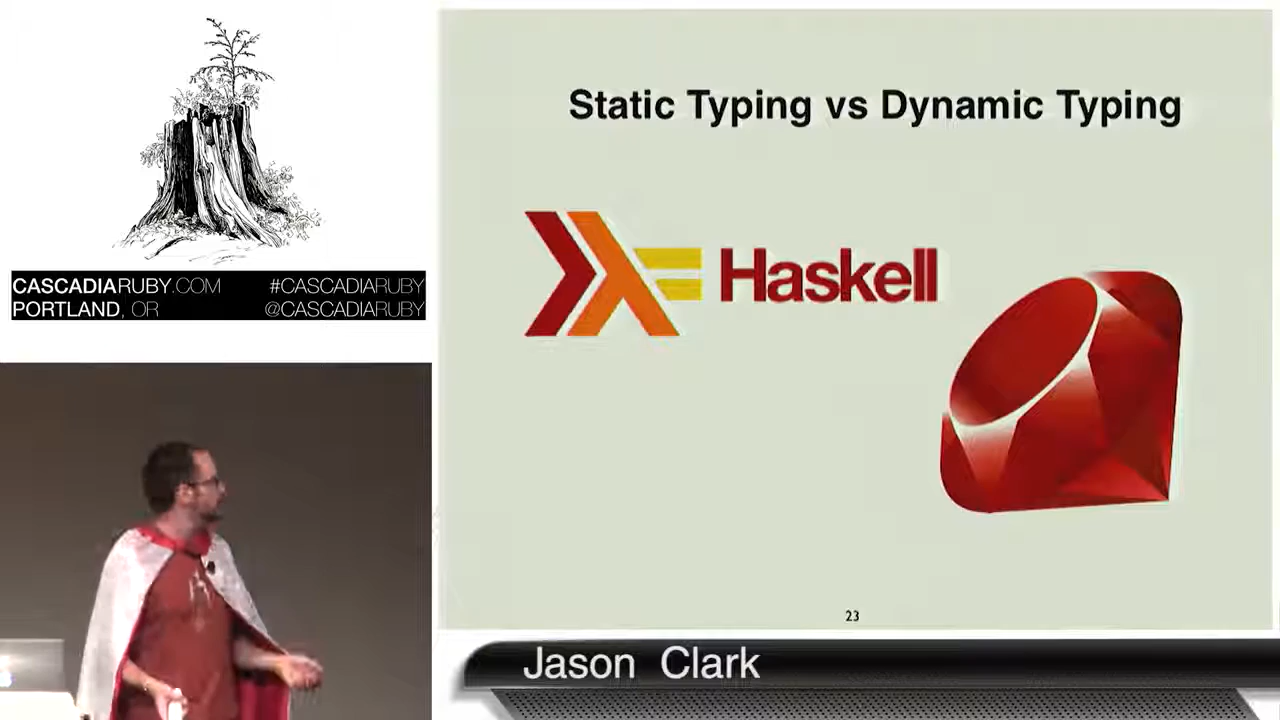 CASCADIARUBY.COM #CASCADIARUBY
PORTLAND, OR @CASCADIARUBY
Static Typing vs Dynamic Typing
Haskell
23
Jason Clark